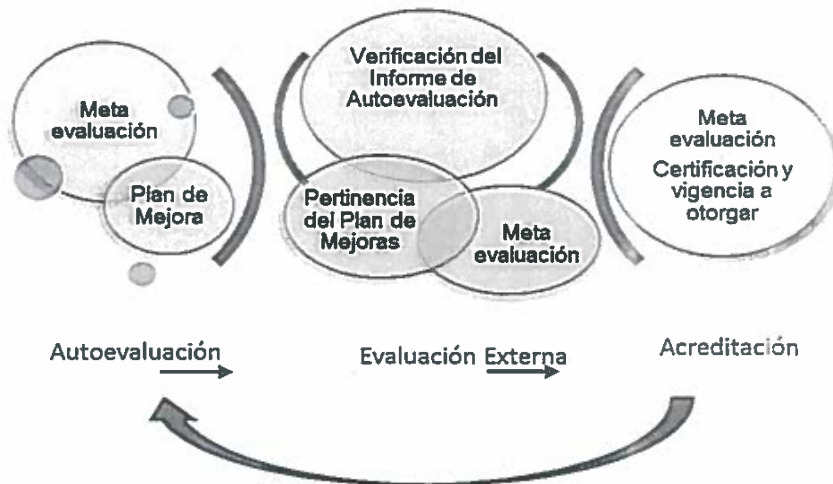 Meta
evaluación
Plan de
Mejora
Verificación del
Informe de
Autoevaluación
Pertinencia
del Plan de
Mejoras
Meta
evaluación
Meta
evaluación
Certificación y
vigencia a
otorgar
Autoevaluación
Evaluación Externa
Acreditación